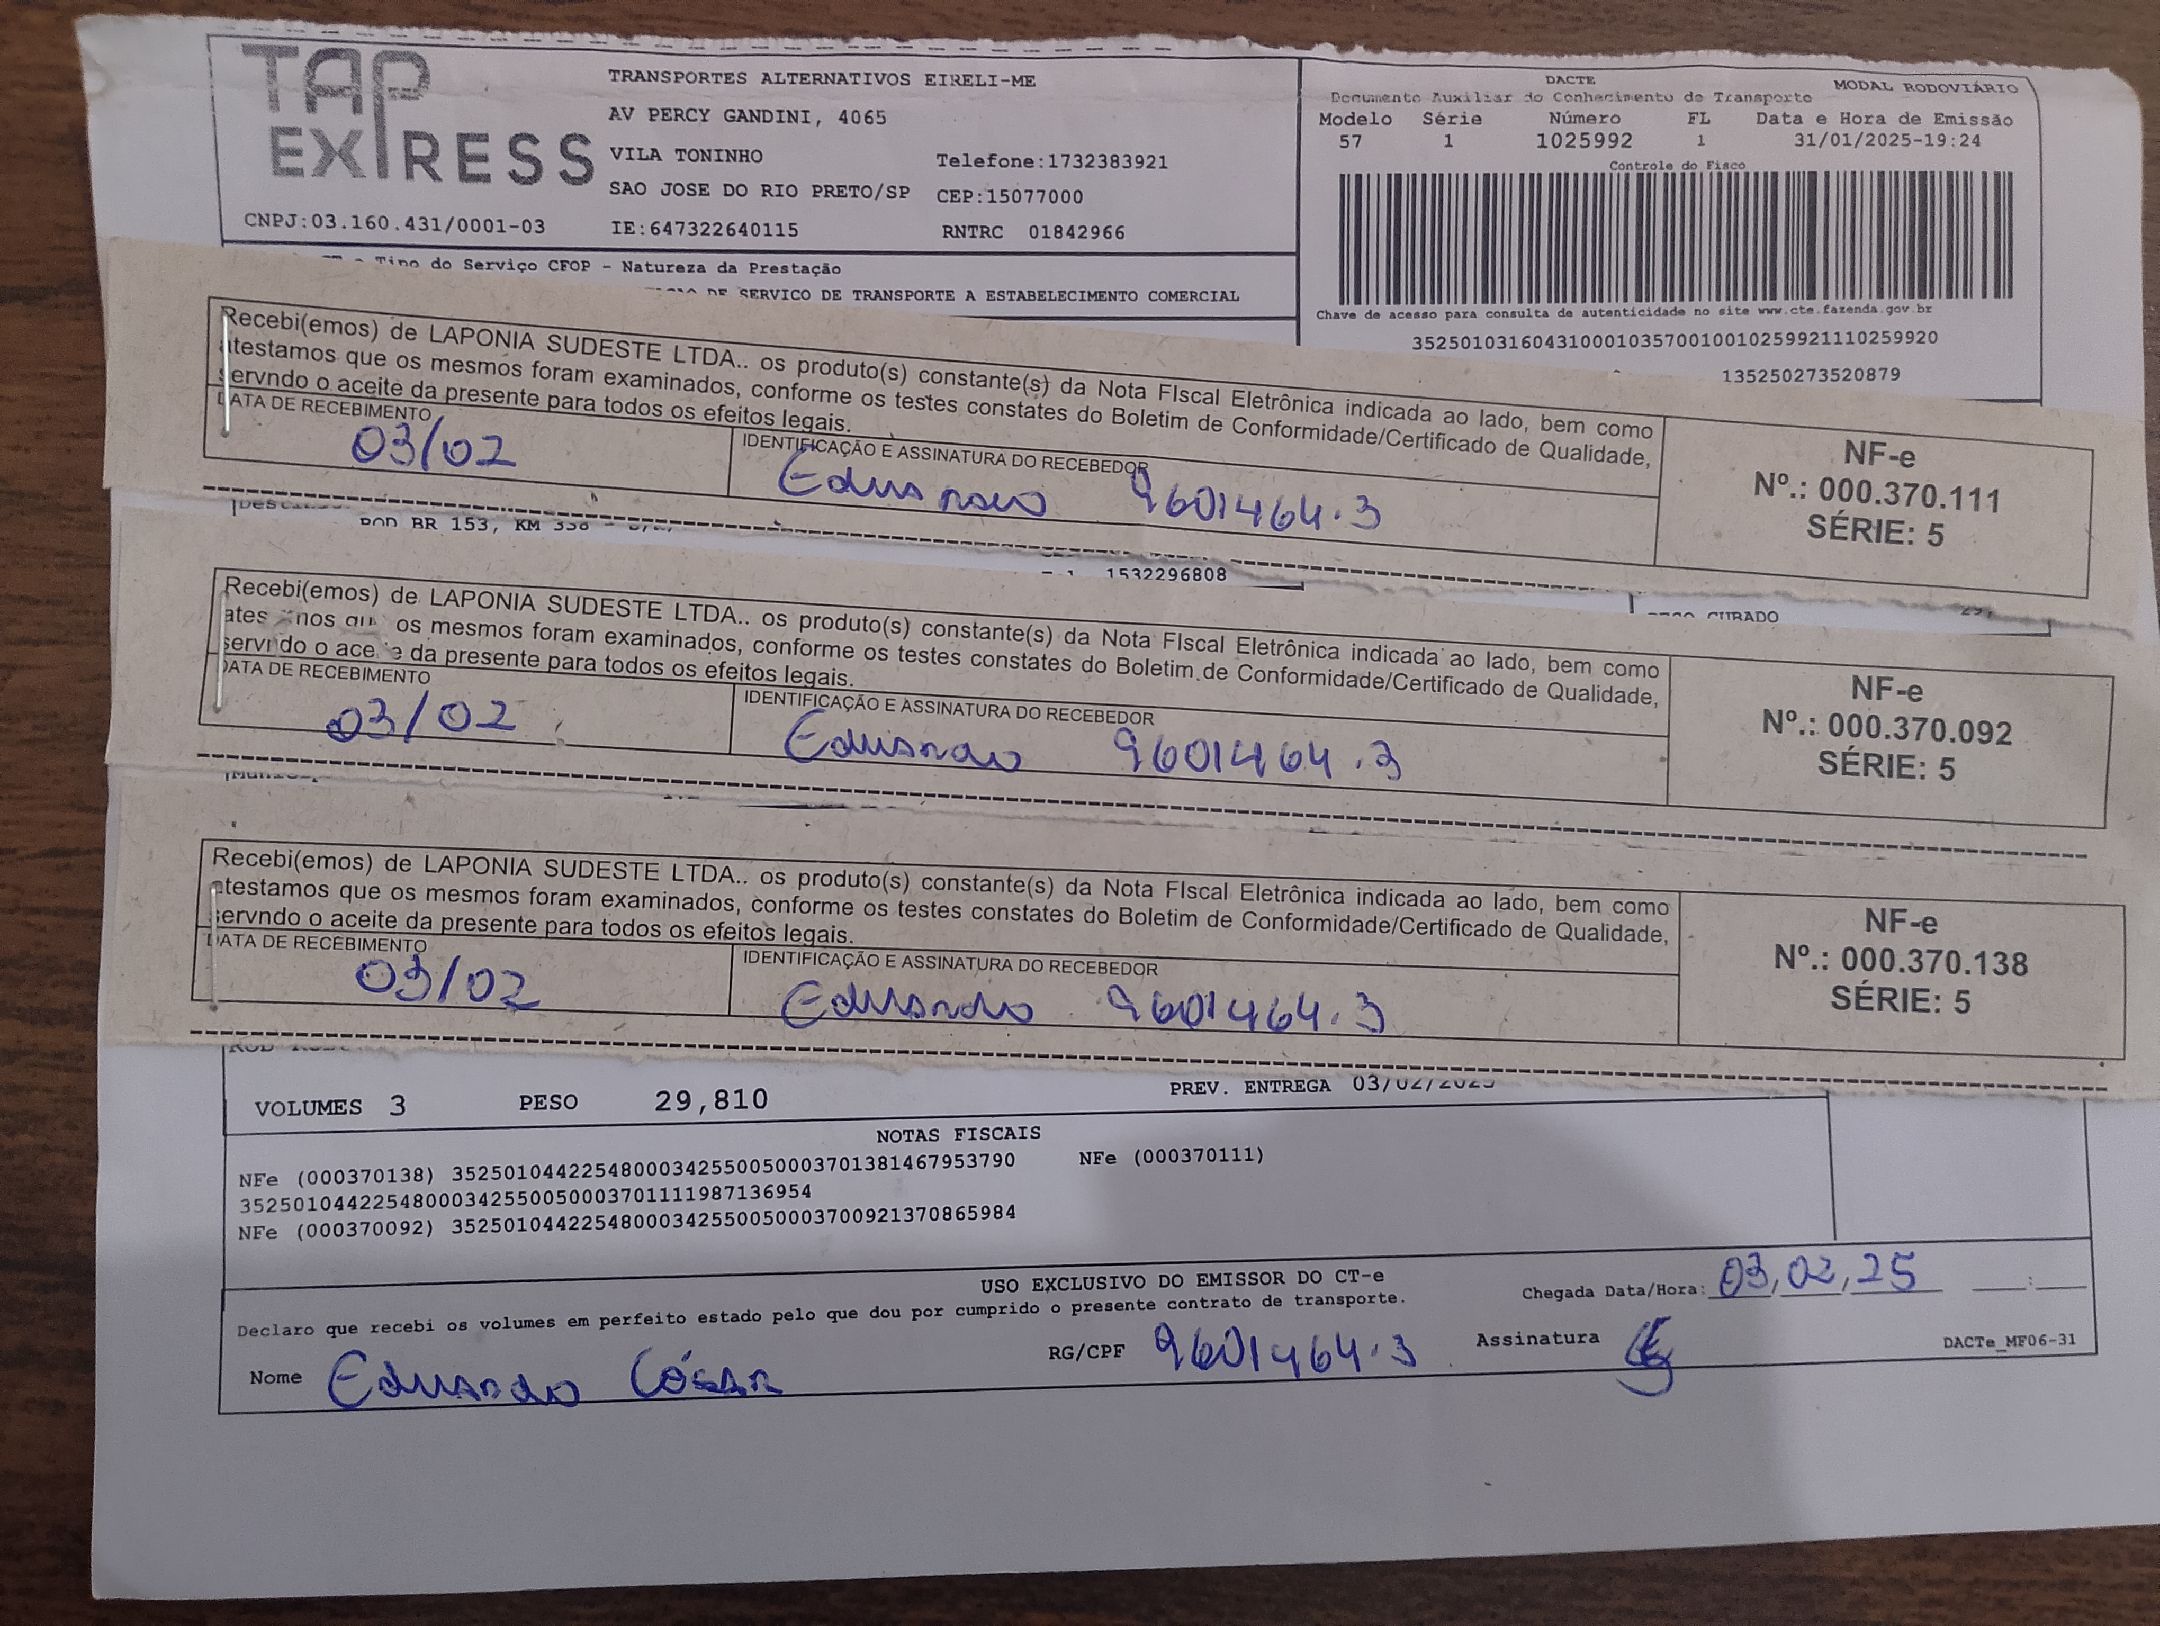 TAP EXPRESS
TRANSPORTES ALTERNATIVOS EIRELI-ME
AV PERCY GANDINI, 4065
VILA TONINHO Telefone:1732383921
SAO JOSE DO RIO PRETO/SP CEP:15077000
CNPJ:03.160.431/0001-03 IE:647322640115 RNTRC 01842966
DACTE MODAL RODOVIÁRIO
Documento Auxiliar do Conhecimento de Transporte
Modelo Série Número FL Data e Hora de Emissão
57 1 1025992 1 31/01/2025-19:24
Controle do Fisco
Chave de acesso para consulta de autenticidade no site www.cte.fazenda.gov.br
35250103160431000103570010010259921110259920
135250273520879
Tipo do Serviço CFOP - Natureza da Prestação
DE SERVICO DE TRANSPORTE A ESTABELECIMENTO COMERCIAL
Recebi(emos) de LAPONIA SUDESTE LTDA.. os produto(s) constante(s) da Nota FIscal Eletrônica indicada ao lado, bem como
atestamos que os mesmos foram examinados, conforme os testes constates do Boletim de Conformidade/Certificado de Qualidade,
servndo o aceite da presente para todos os efeitos legais.
DATA DE RECEBIMENTO
03/02
IDENTIFICAÇÃO E ASSINATURA DO RECEBEDOR
Eduardo 9601464.3
NF-e
Nº.: 000.370.111
SÉRIE: 5
ROD BR 153, KM 338
1532296808
CUBADO
Recebi(emos) de LAPONIA SUDESTE LTDA.. os produto(s) constante(s) da Nota FIscal Eletrônica indicada ao lado, bem como
os mesmos foram examinados, conforme os testes constates do Boletim de Conformidade/Certificado de Qualidade,
servndo o aceite da presente para todos os efeitos legais.
DATA DE RECEBIMENTO
03/02
IDENTIFICAÇÃO E ASSINATURA DO RECEBEDOR
Eduardo 9601464.3
NF-e
Nº.: 000.370.092
SÉRIE: 5
Recebi(emos) de LAPONIA SUDESTE LTDA.. os produto(s) constante(s) da Nota FIscal Eletrônica indicada ao lado, bem como
atestamos que os mesmos foram examinados, conforme os testes constates do Boletim de Conformidade/Certificado de Qualidade,
servndo o aceite da presente para todos os efeitos legais.
DATA DE RECEBIMENTO
03/02
IDENTIFICAÇÃO E ASSINATURA DO RECEBEDOR
Eduardo 9601464.3
NF-e
Nº.: 000.370.138
SÉRIE: 5
VOLUMES 3 PESO 29,810 PREV. ENTREGA 03/02/2025
NOTAS FISCAIS
NFe (000370138) 35250104422548000342550050003701381467953790 NFe (000370111)
35250104422548000342550050003701111987136954
NFe (000370092) 35250104422548000342550050003700921370865984
USO EXCLUSIVO DO EMISSOR DO CT-e
Declaro que recebi os volumes em perfeito estado pelo que dou por cumprido o presente contrato de transporte.
Chegada Data/Hora: 03,02,25 :
Nome Eduardo César RG/CPF 9601464.3 Assinatura
DACTe_MF06-31